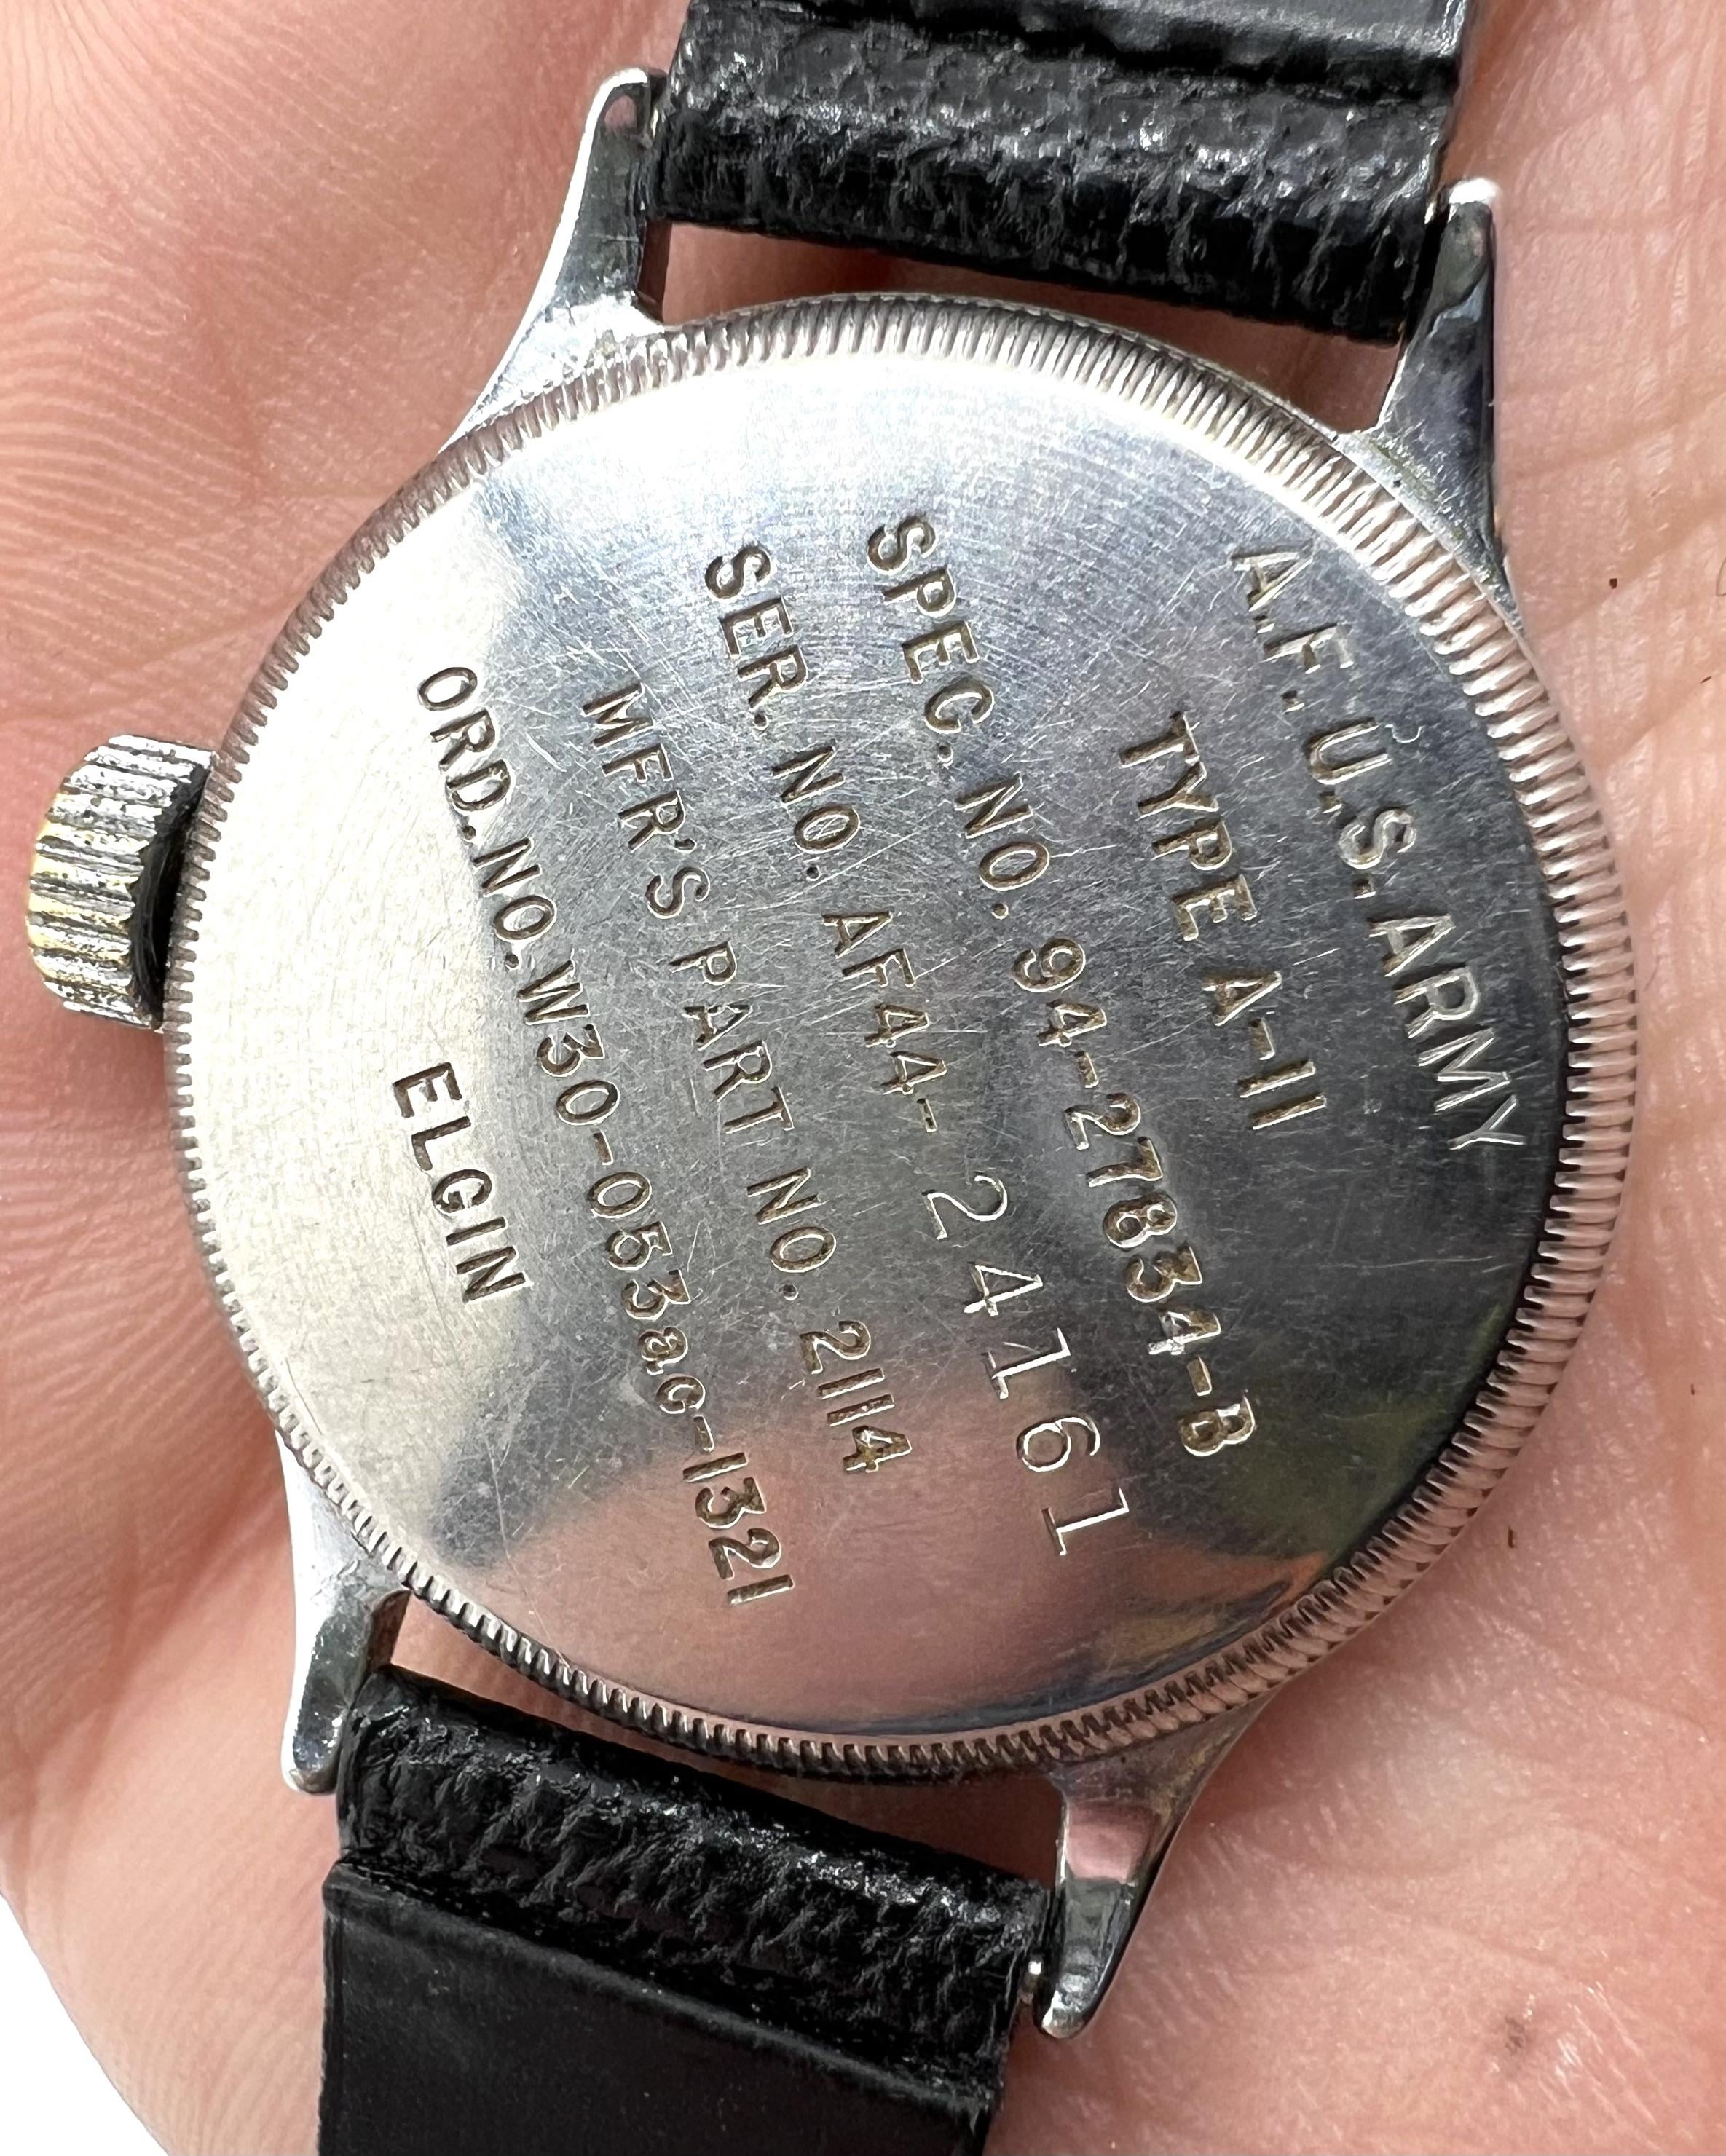 A.F. U.S. ARMY
TYPE A-11
SPEC. NO. 94-27834-B
SER. NO. AF44- 24161
MFR'S PART NO. 2114
ORD. NO. W30-053ac-1321
ELGIN